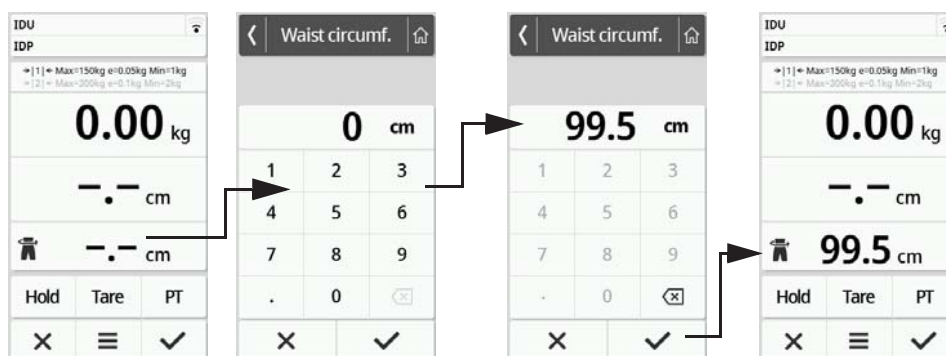 IDU
IDP
➔|1|← Max=150kg e=0.05kg Min=1kg
➔|2|← Max=200kg e=0.1kg Min=2kg
0.00 kg
–.– cm
–.– cm
Hold Tare PT
Waist circumf.
0 cm
1 2 3
4 5 6
7 8 9
. 0
Waist circumf.
99.5 cm
1 2 3
4 5 6
7 8 9
. 0
IDU
IDP
➔|1|← Max=150kg e=0.05kg Min=1kg
➔|2|← Max=200kg e=0.1kg Min=2kg
0.00 kg
–.– cm
99.5 cm
Hold Tare PT